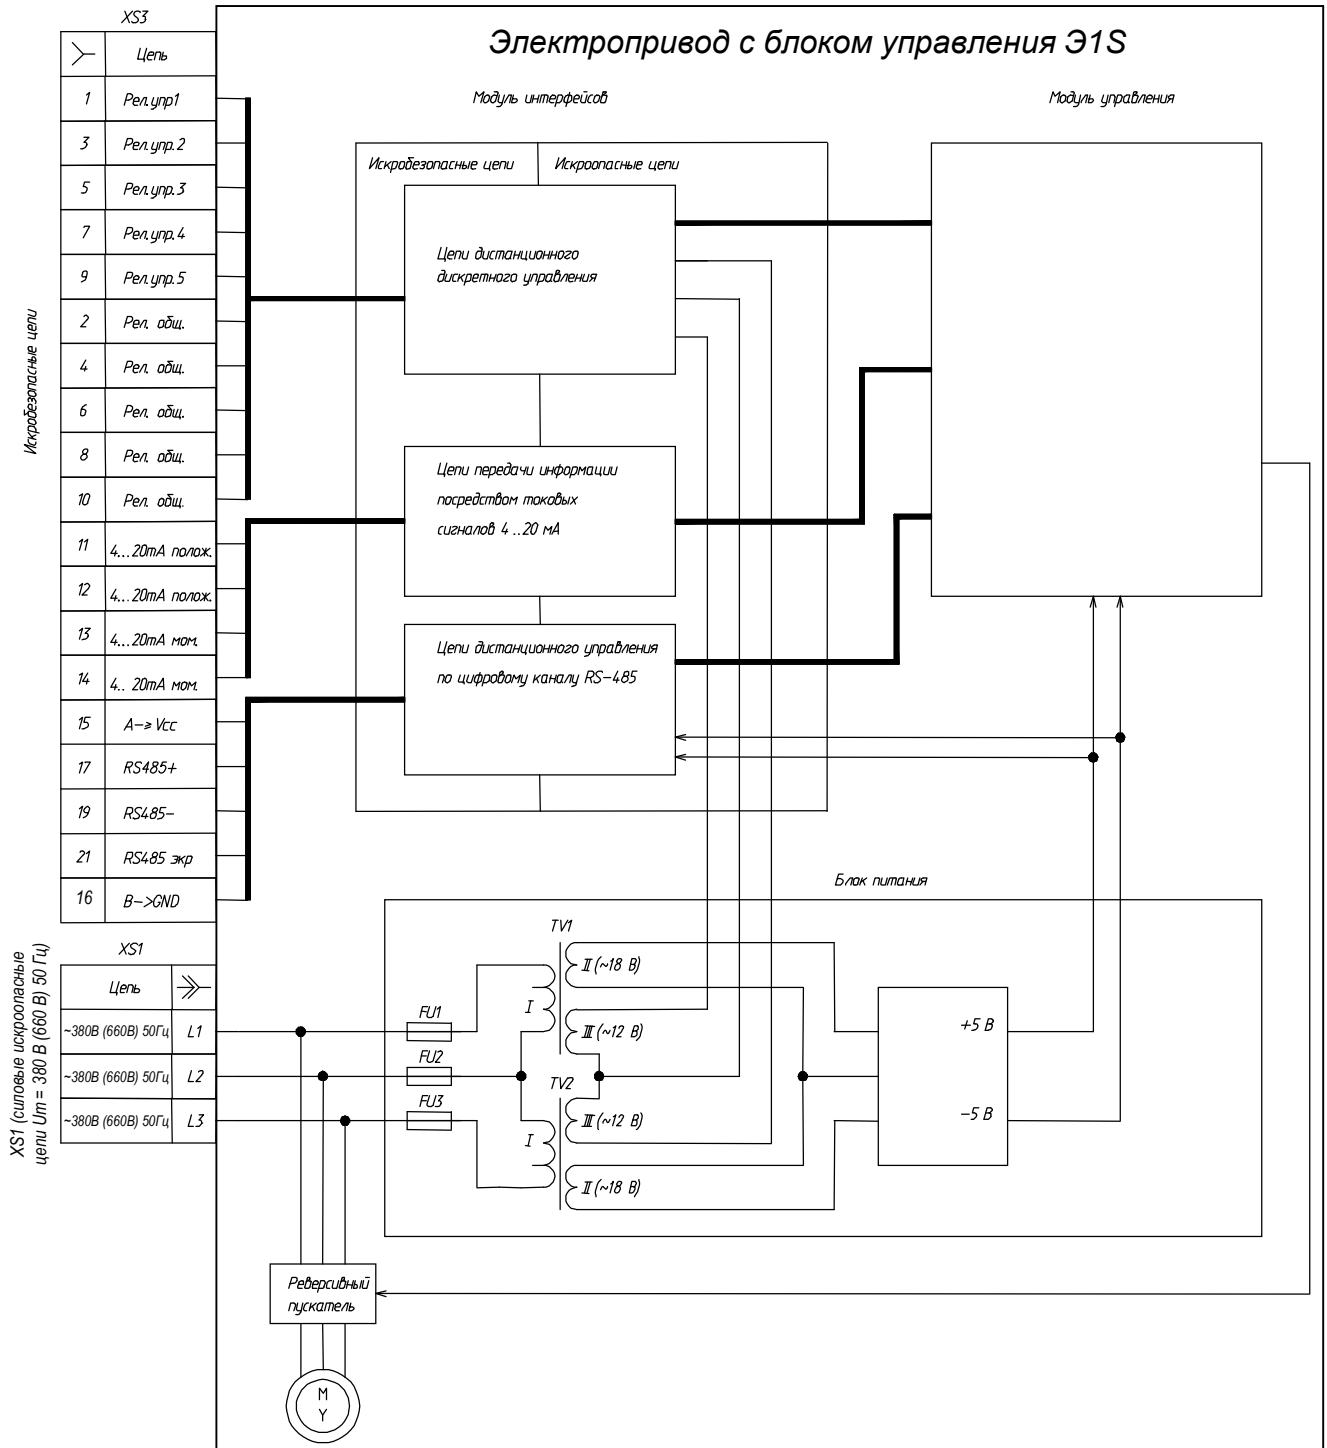 XS3
Цепь
1 Рел.упр1
3 Рел.упр.2
5 Рел.упр.3
7 Рел.упр.4
9 Рел.упр.5
2 Рел. общ.
4 Рел. общ.
6 Рел. общ.
8 Рел. общ.
10 Рел. общ.
11 4...20mA полож.
12 4...20mA полож.
13 4...20mA мом.
14 4.. 20mA мом.
15 A-≥ Vcc
17 RS485+
19 RS485-
21 RS485 экр
16 B->GND
Искробезопасные цепи
XS1
Цепь
~380В (660В) 50Гц L1
~380В (660В) 50Гц L2
~380В (660В) 50Гц L3
XS1 (силовые искроопасные
цепи Um = 380 В (660 В) 50 Гц)
Электропривод с блоком управления Э1S
Модуль интерфейсов
Модуль управления
Искробезопасные цепи
Искроопасные цепи
Цепи дистанционного
дискретного управления
Цепи передачи информации
посредством токовых
сигналов 4 ..20 мА
Цепи дистанционного управления
по цифровому каналу RS-485
Блок питания
TV1
II (~18 В)
I
FU1
III (~12 В)
FU2
TV2
FU3
III (~12 В)
I
II (~18 В)
+5 В
-5 В
Реверсивный
пускатель
M
Y